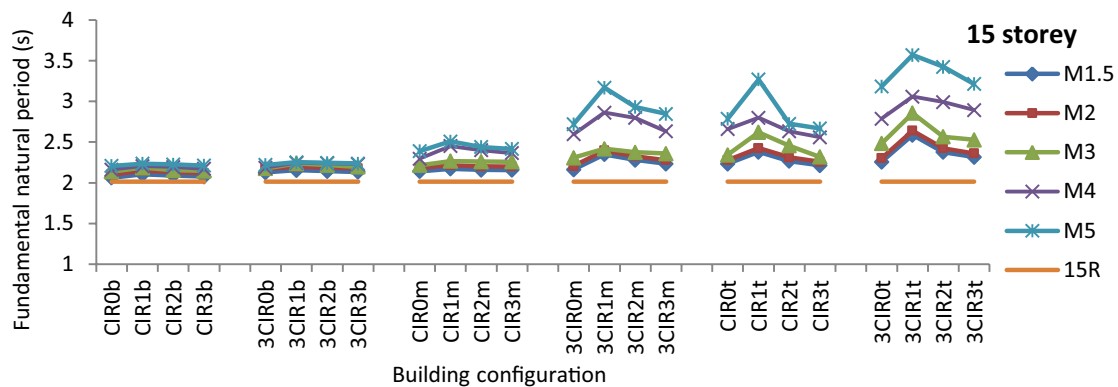 Fundamental natural period (s)
4
3.5
3
2.5
2
1.5
1
CIR0b
CIR1b
CIR2b
CIR3b
3CIR0b
3CIR1b
3CIR2b
3CIR3b
CIR0m
CIR1m
CIR2m
CIR3m
3CIR0m
3CIR1m
3CIR2m
3CIR3m
CIR0t
CIR1t
CIR2t
CIR3t
3CIR0t
3CIR1t
3CIR2t
3CIR3t
Building configuration
15 storey
M1.5
M2
M3
M4
M5
15R